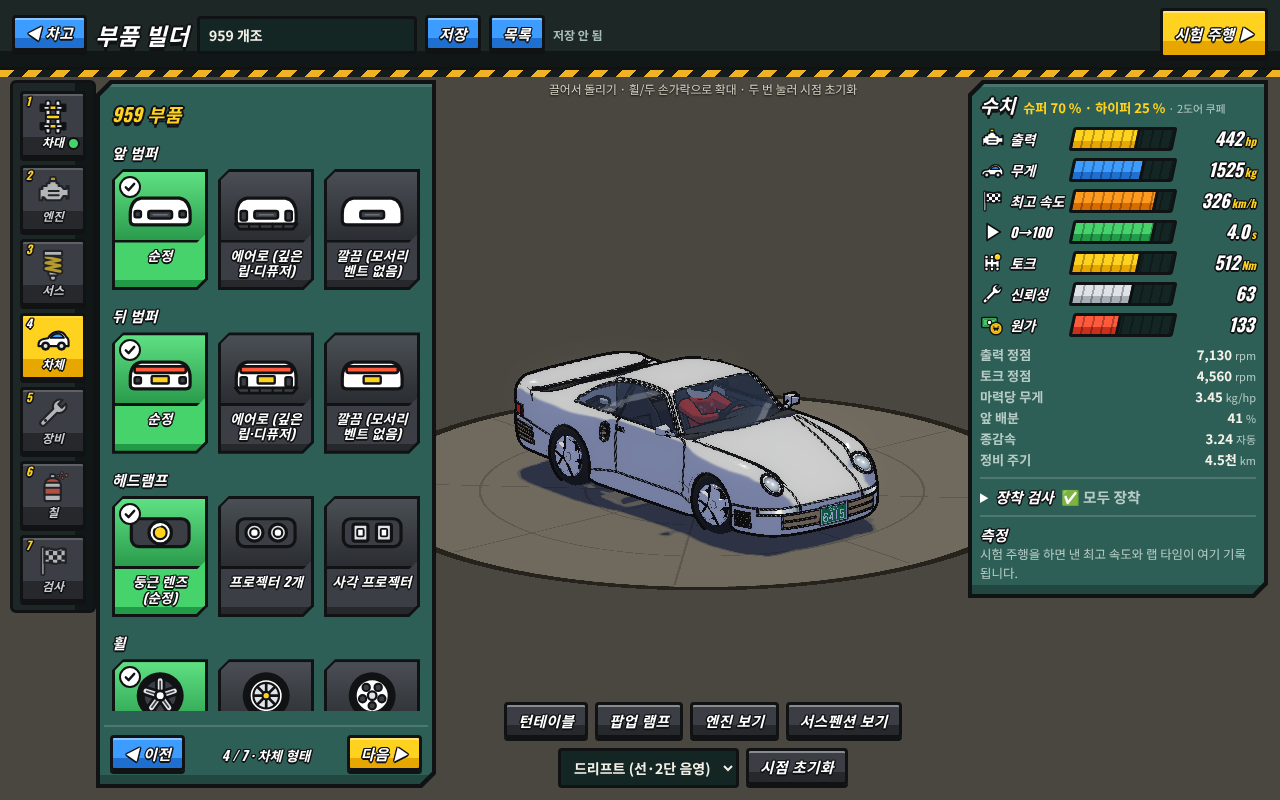 ◀ 차고
부품 빌더
959 개조
저장
목록
저장 안 됨
시험 주행 ▶
끌어서 돌리기 · 휠/두 손가락으로 확대 · 두 번 눌러 시점 초기화
1
차대
2
엔진
3
서스
4
차체
5
장비
6
칠
7
검사
959 부품
앞 범퍼
순정
에어로 (깊은 립·디퓨저)
깔끔 (모서리 벤트 없음)
뒤 범퍼
순정
에어로 (깊은 립·디퓨저)
깔끔 (모서리 벤트 없음)
헤드램프
둥근 렌즈 (순정)
프로젝터 2개
사각 프로젝터
휠
◀ 이전
4 / 7 · 차체 형태
다음 ▶
6415
턴테이블
팝업 램프
엔진 보기
서스펜션 보기
드리프트 (선·2단 음영)
시점 초기화
수치 슈퍼 70 % · 하이퍼 25 % · 2도어 쿠페
출력 442 hp
무게 1525 kg
최고 속도 326 km/h
0→100 4.0 s
토크 512 Nm
신뢰성 63
원가 133
출력 정점 7,130 rpm
토크 정점 4,560 rpm
마력당 무게 3.45 kg/hp
앞 배분 41 %
종감속 3.24 자동
정비 주기 4.5천 km
▶ 장착 검사 ✅ 모두 장착
측정
시험 주행을 하면 낸 최고 속도와 랩 타임이 여기 기록
됩니다.